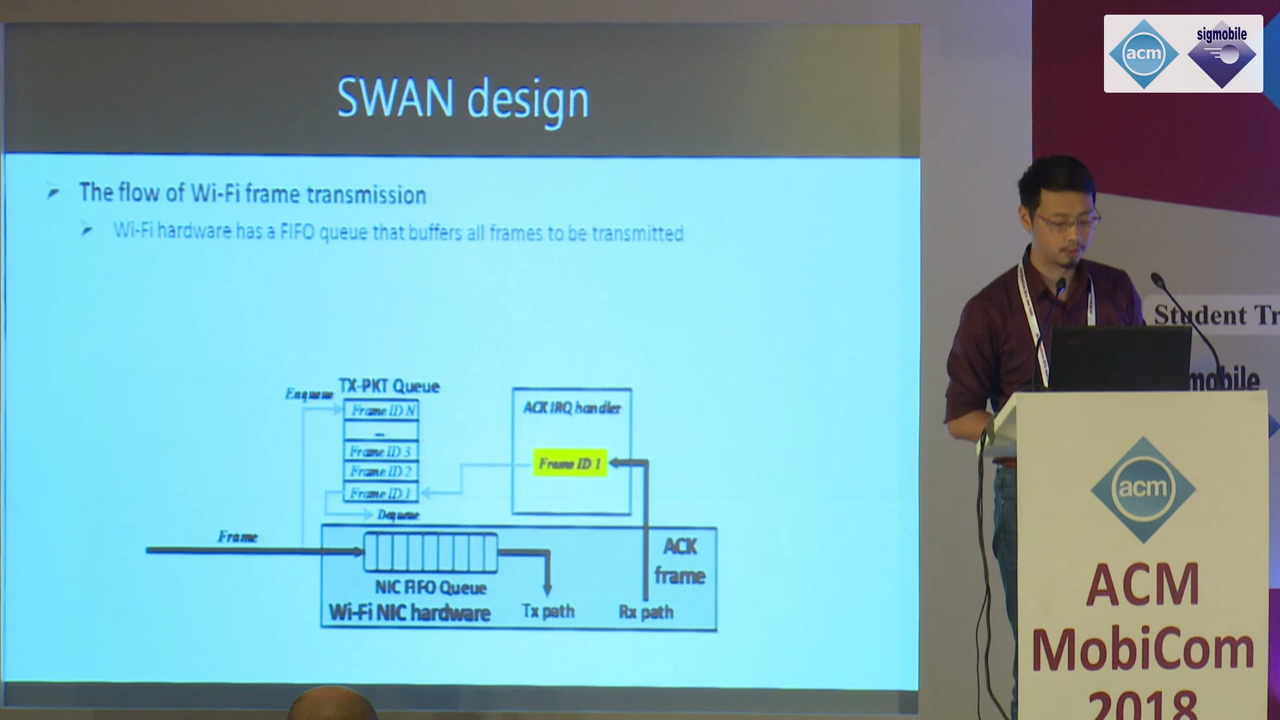 SWAN design
The flow of Wi-Fi frame transmission
Wi-Fi hardware has a FIFO queue that buffers all frames to be transmitted
Enqueue
TX-PKT Queue
Frame ID N
...
Frame ID 3
Frame ID 2
Frame ID 1
Dequeue
ACK IRQ handler
Frame ID 1
Frame
NIC FIFO Queue
Wi-Fi NIC hardware
Tx path
Rx path
ACK
frame
acm
sigmobile
Student Tr
mobile
acm
ACM
MobiCom
2018